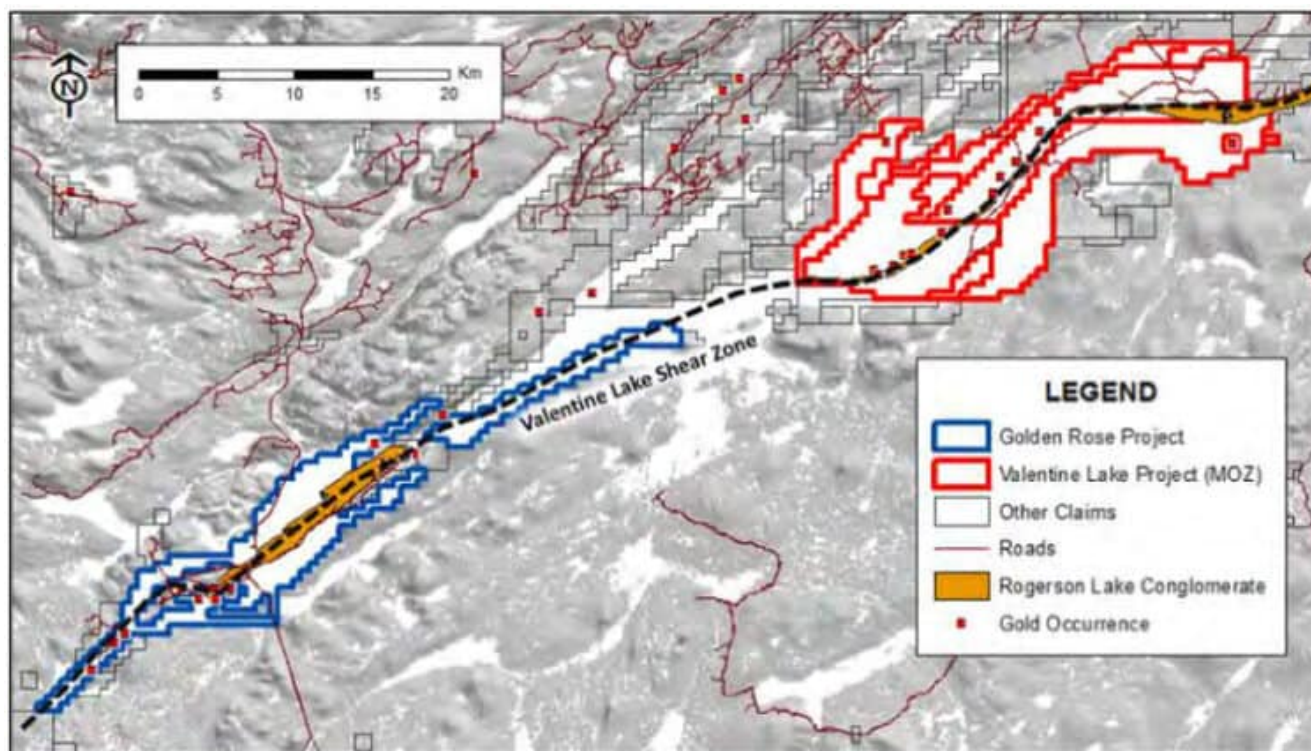 N
Km
0 5 10 15 20
Valentine Lake Shear Zone
LEGEND
Golden Rose Project
Valentine Lake Project (MOZ)
Other Claims
Roads
Rogerson Lake Conglomerate
Gold Occurrence